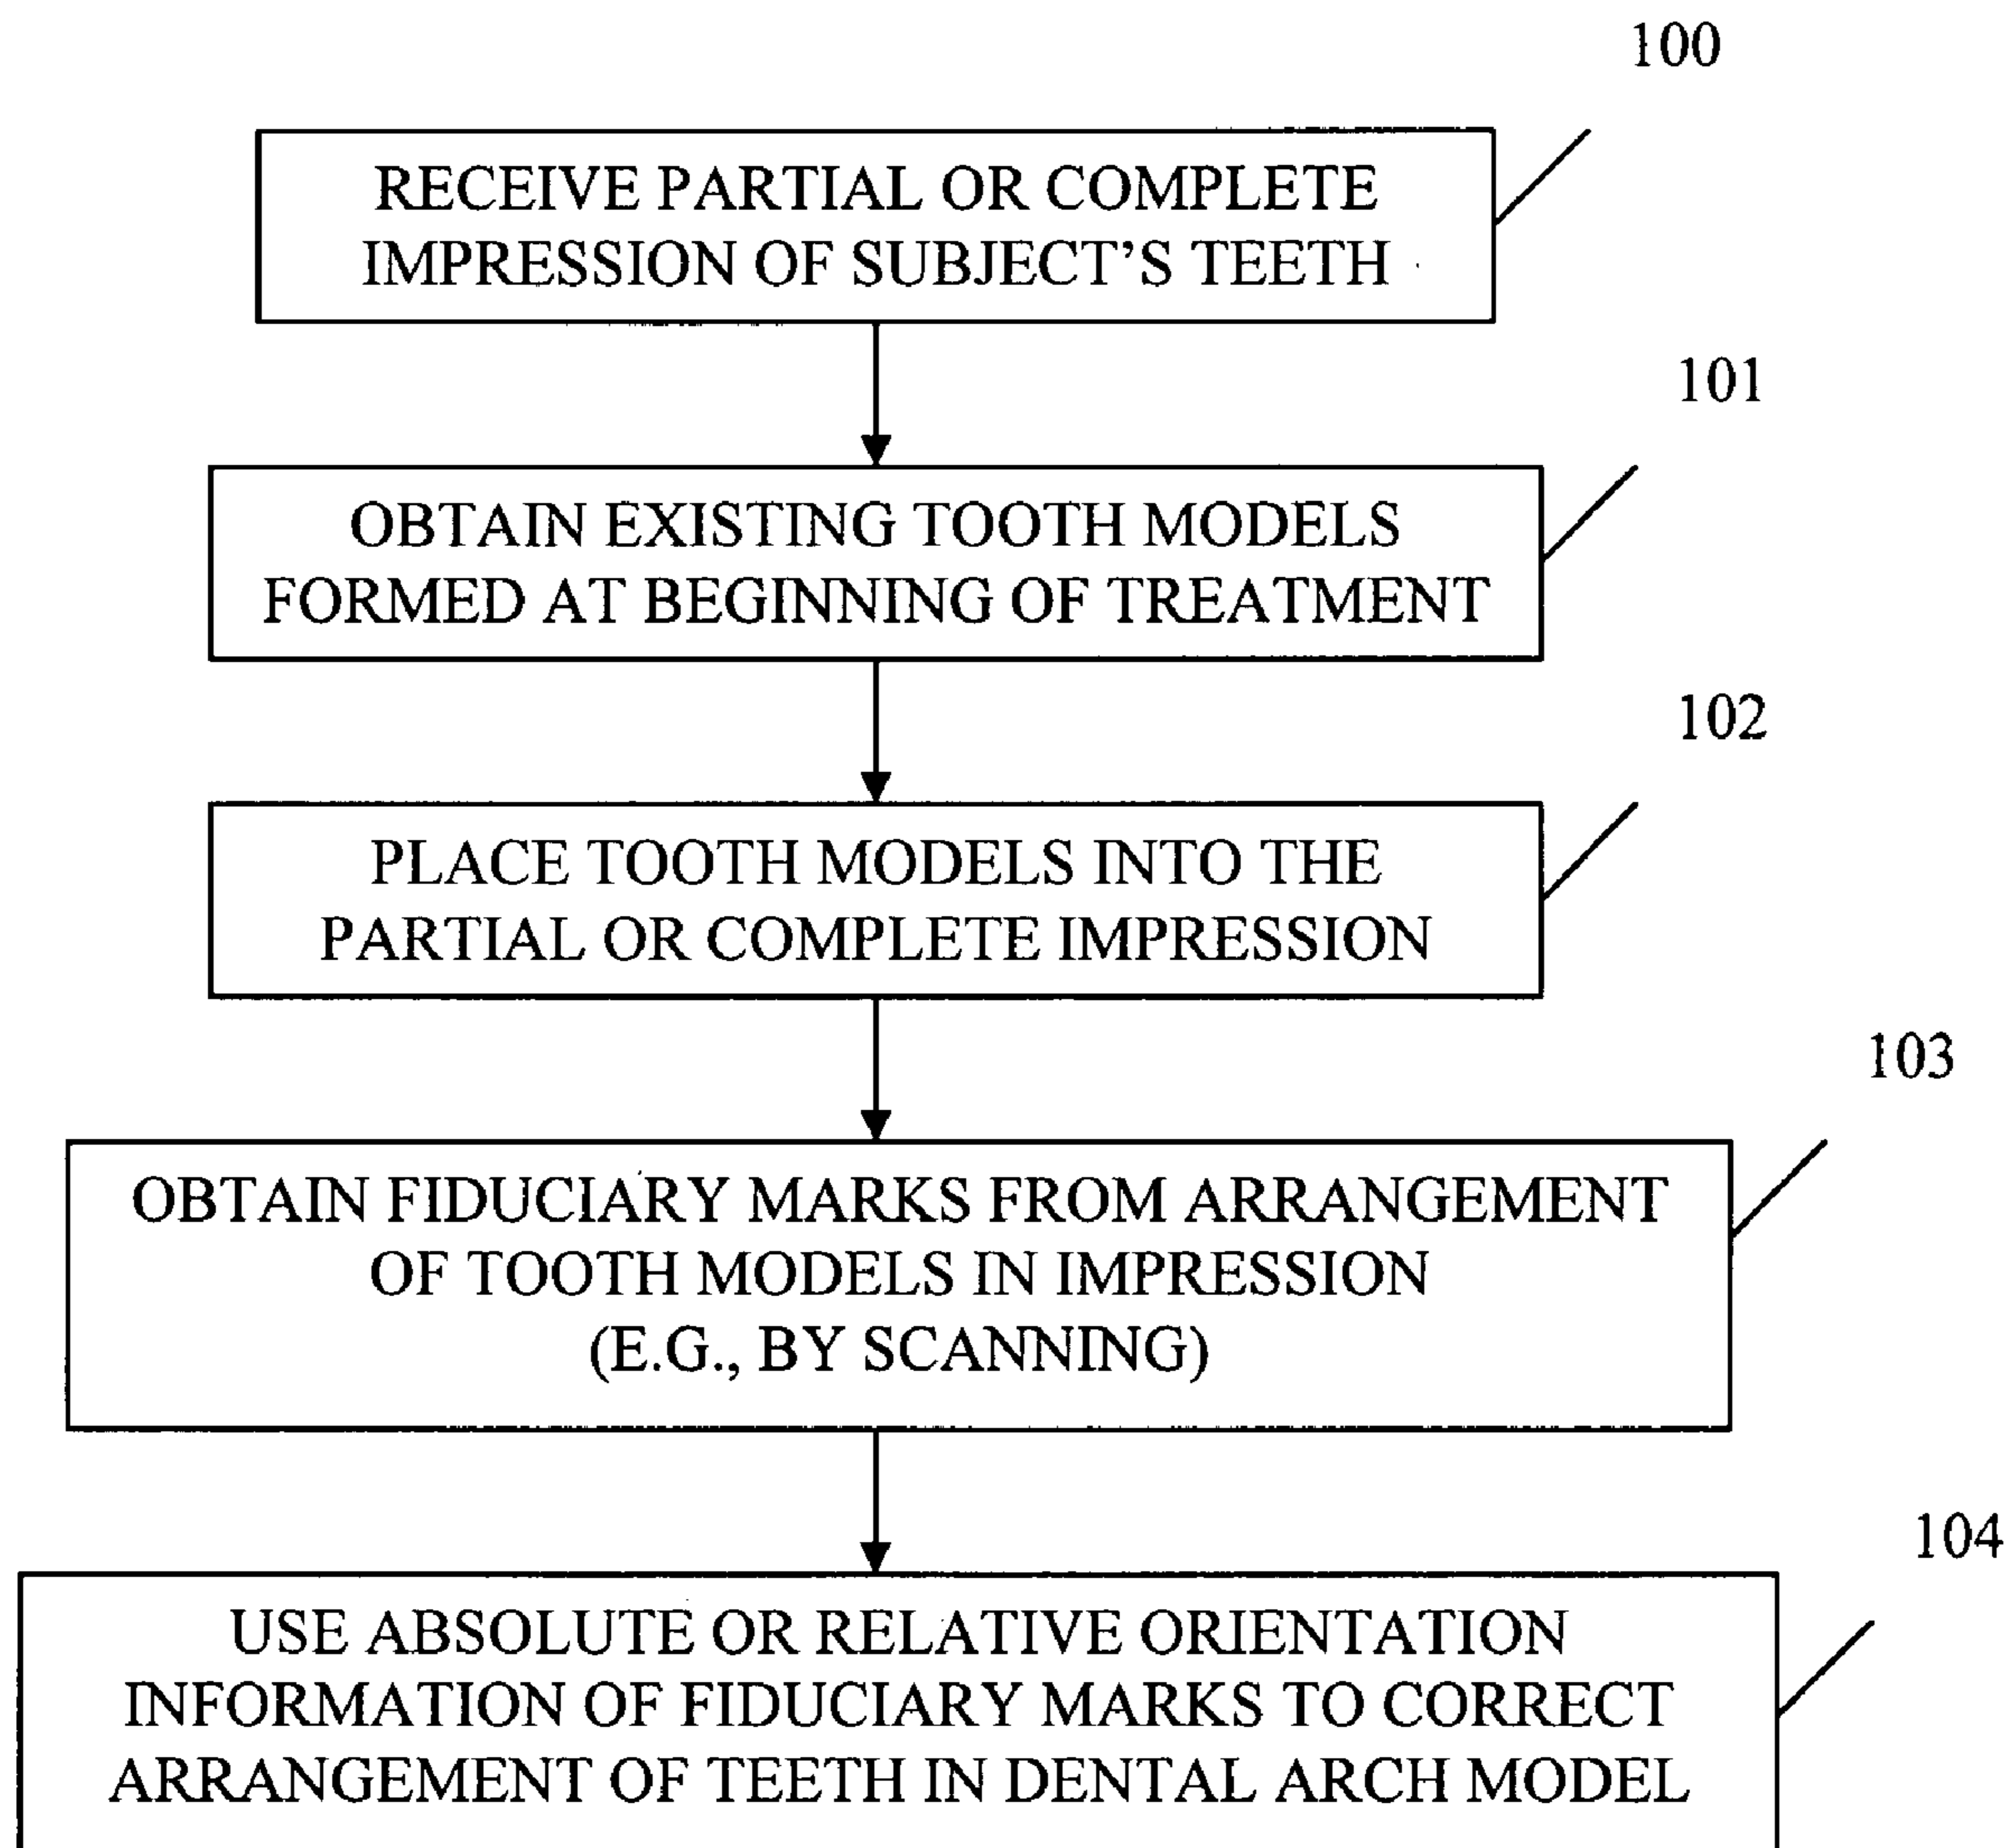 100
RECEIVE PARTIAL OR COMPLETE
IMPRESSION OF SUBJECT'S TEETH
101
OBTAIN EXISTING TOOTH MODELS
FORMED AT BEGINNING OF TREATMENT
102
PLACE TOOTH MODELS INTO THE
PARTIAL OR COMPLETE IMPRESSION
103
OBTAIN FIDUCIARY MARKS FROM ARRANGEMENT
OF TOOTH MODELS IN IMPRESSION
(E.G., BY SCANNING)
104
USE ABSOLUTE OR RELATIVE ORIENTATION
INFORMATION OF FIDUCIARY MARKS TO CORRECT
ARRANGEMENT OF TEETH IN DENTAL ARCH MODEL